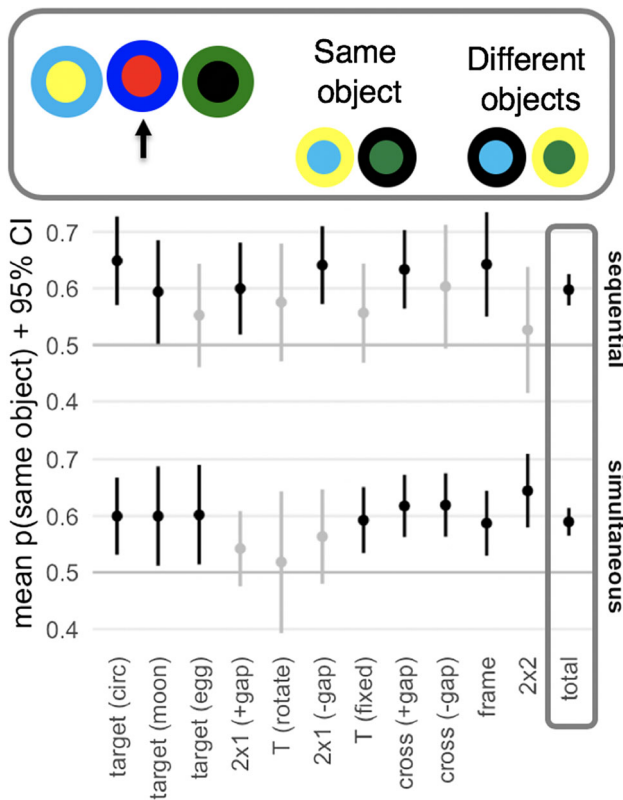 Same
object
Different
objects
mean p(same object) + 95% CI
0.7
0.6
0.5
0.4
sequential
0.7
0.6
0.5
0.4
simultaneous
target (circ)
target (moon)
target (egg)
2x1 (+gap)
T (rotate)
2x1 (-gap)
T (fixed)
cross (+gap)
cross (-gap)
frame
2x2
total